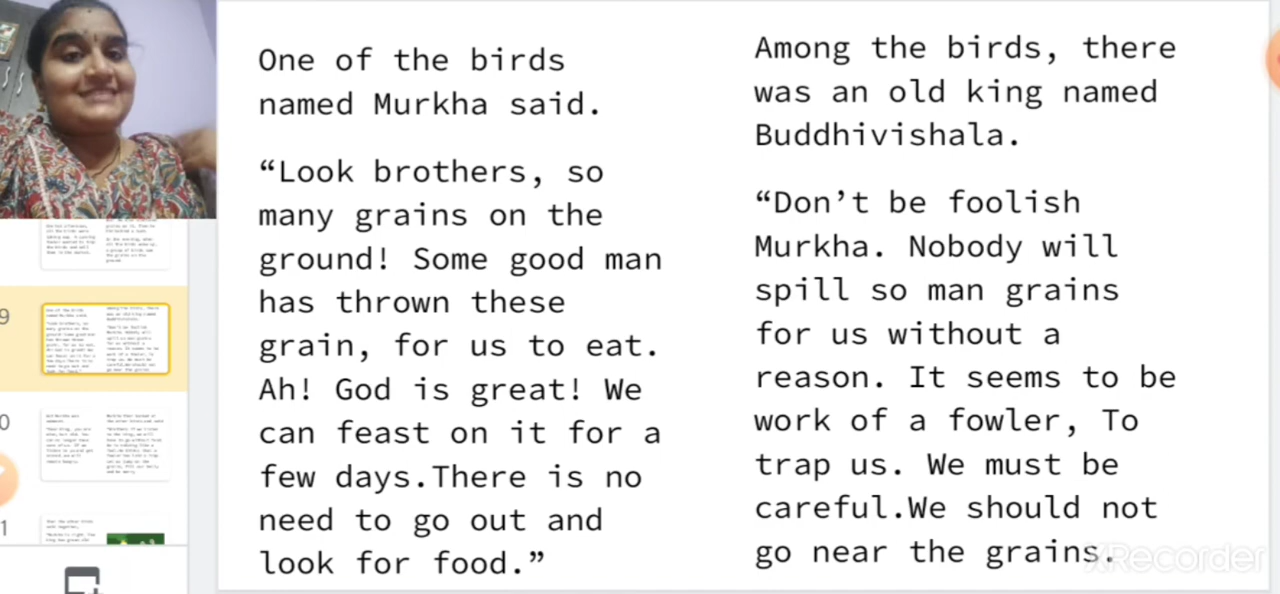 One of the birds
named Murkha said.
“Look brothers, so
many grains on the
ground! Some good man
has thrown these
grain, for us to eat.
Ah! God is great! We
can feast on it for a
few days.There is no
need to go out and
look for food.”
Among the birds, there
was an old king named
Buddhivishala.
“Don’t be foolish
Murkha. Nobody will
spill so man grains
for us without a
reason. It seems to be
work of a fowler, To
trap us. We must be
careful.We should not
go near the grains.
XRecorder
9
0
1